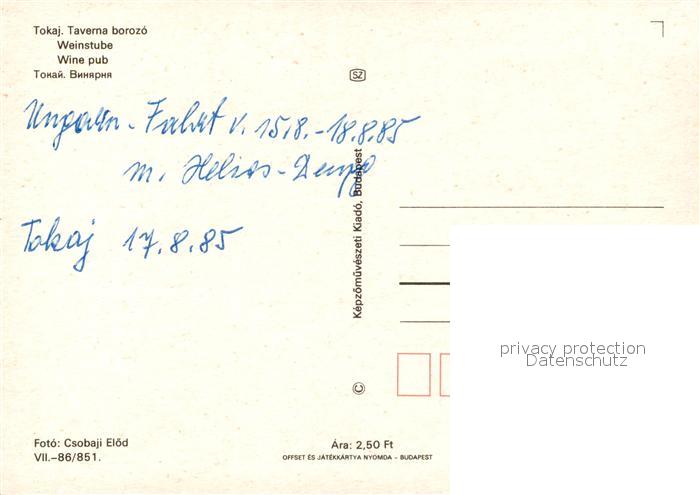 Tokaj. Taverna borozó
Weinstube
Wine pub
Токай. Винярня
SZ
Ungarn-Fahrt v. 15.8.-18.8.85
m. Helios-
Tokaj 17.8.85
Képzőművészeti Kiadó, Budapest
©
privacy protection
Datenschutz
Fotó: Csobaji Előd
VII.–86/851.
Ára: 2,50 Ft
OFFSET ÉS JÁTÉKKÁRTYA NYOMDA – BUDAPEST